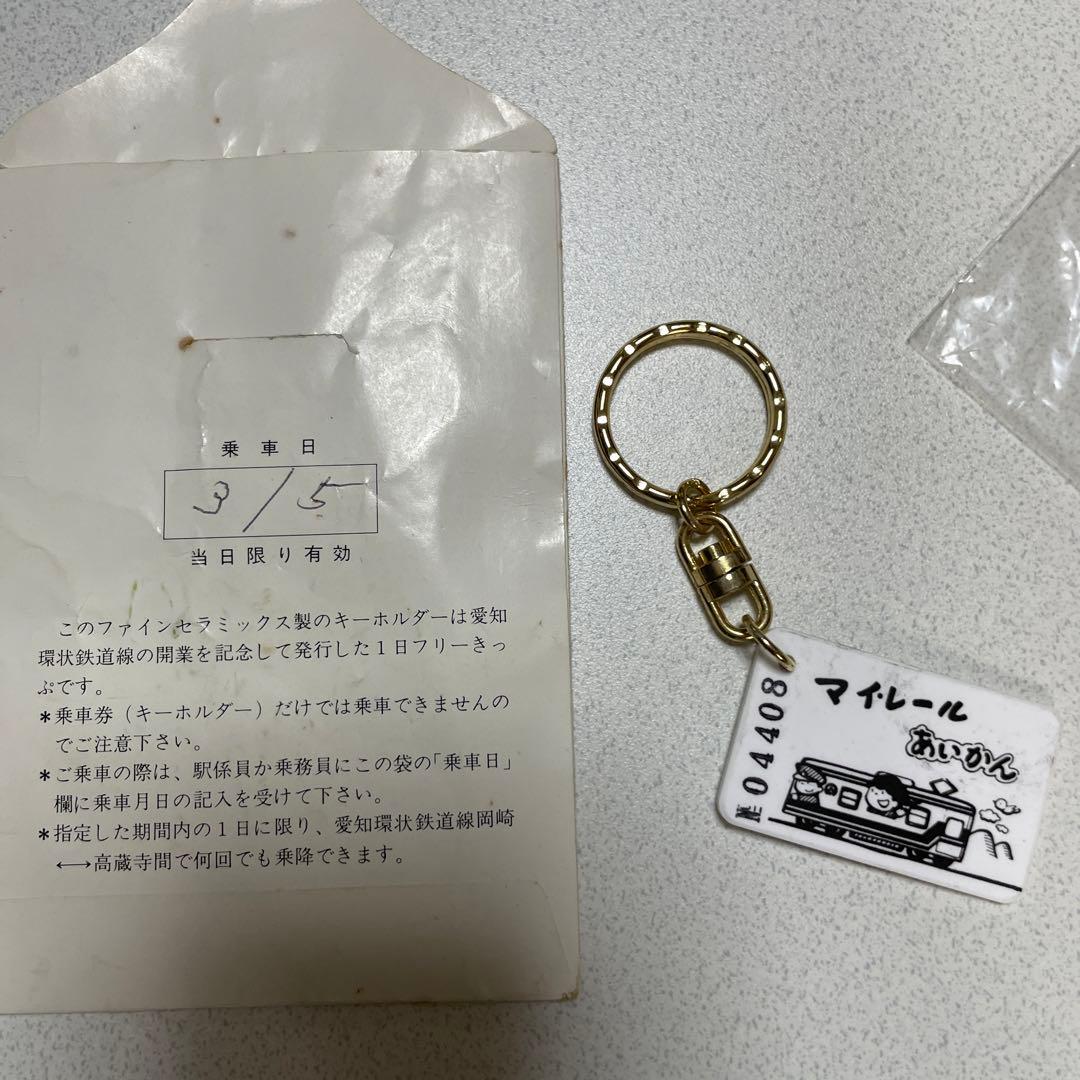 乗車日
3/5
当日限り有効
このファインセラミックス製のキーホルダーは愛知
環状鉄道線の開業を記念して発行した1日フリーきっ
ぷです。
*乗車券(キーホルダー)だけでは乗車できませんの
でご注意下さい。
*ご乗車の際は、駅係員か乗務員にこの袋の「乗車日」
欄に乗車月日の記入を受けて下さい。
*指定した期間内の1日に限り、愛知環状鉄道線岡崎
⟷高蔵寺間で何回でも乗降できます。
マイ・レール
あいかん
№04408